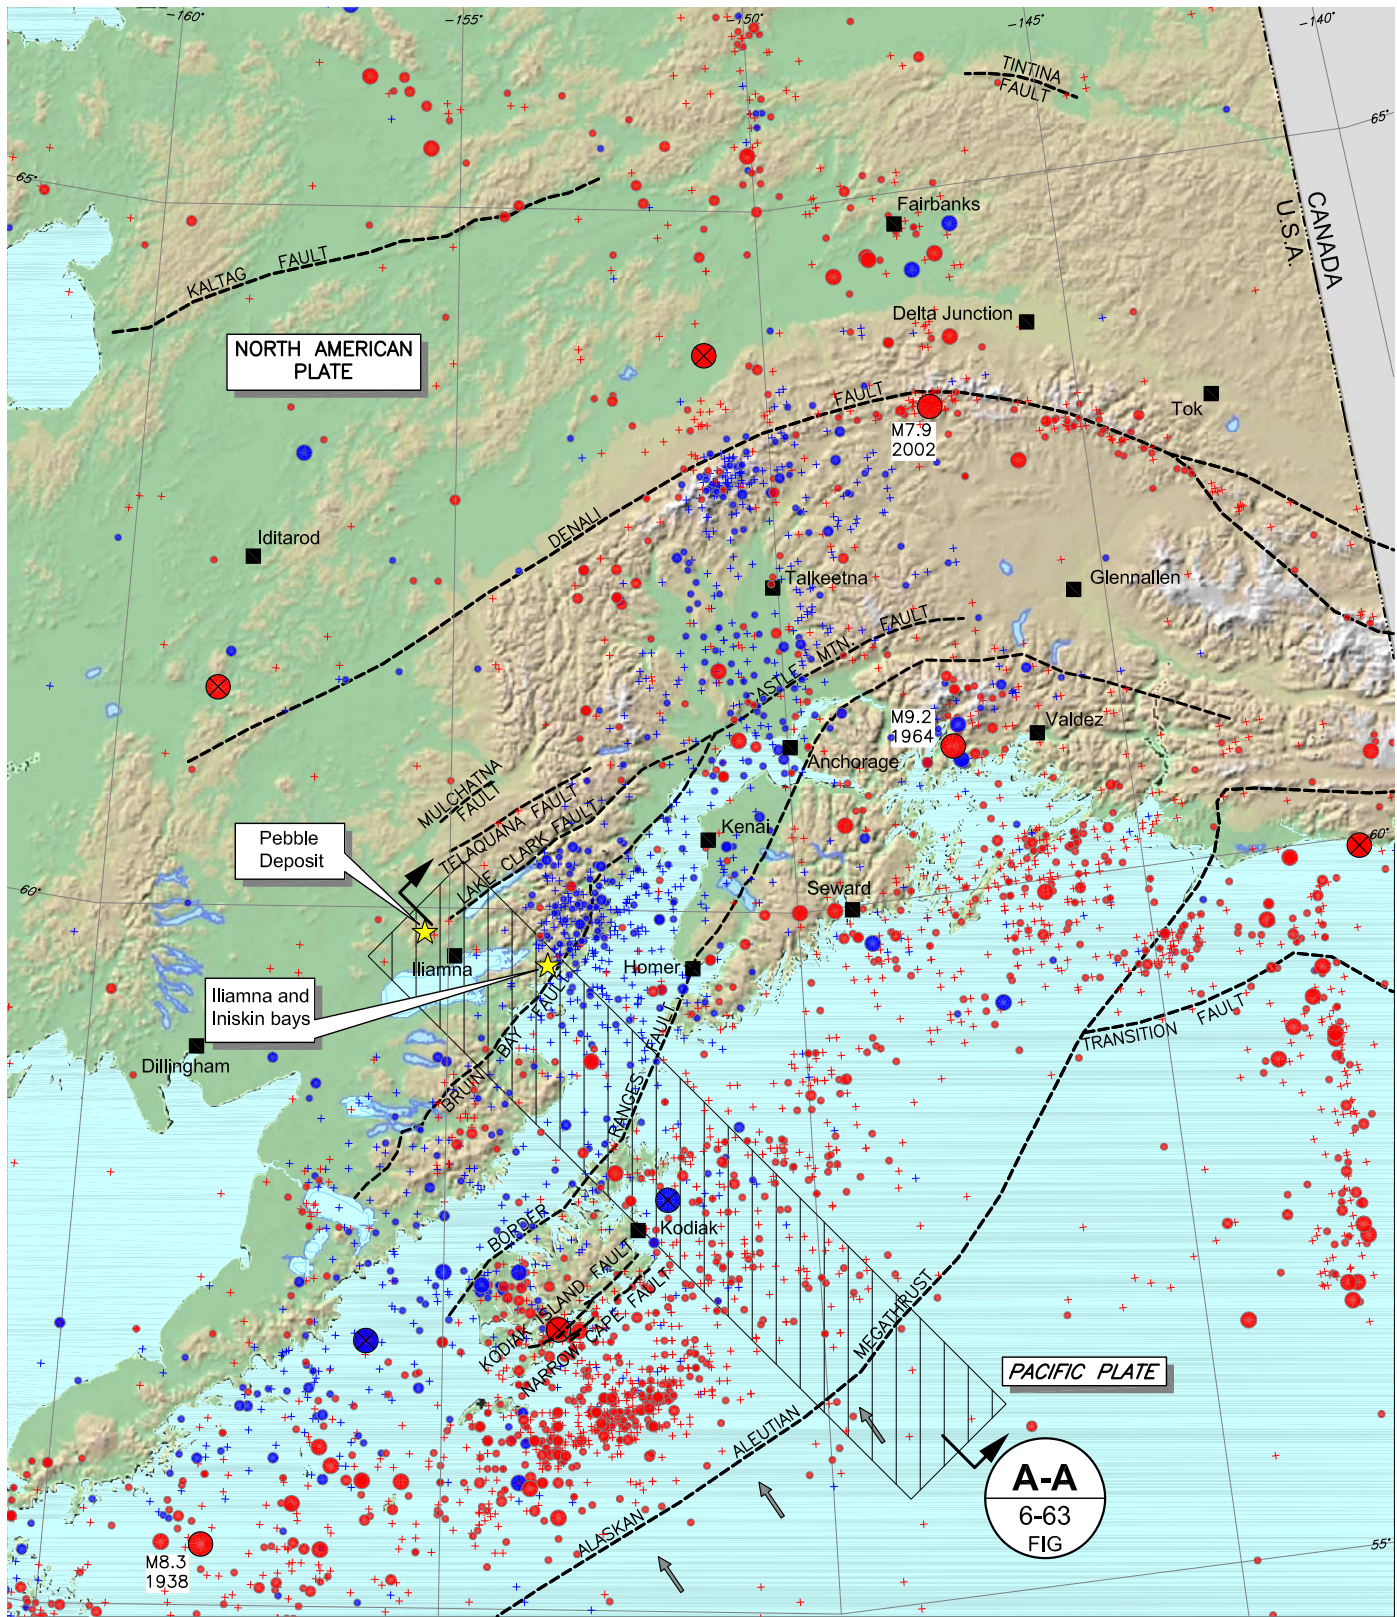 -160°
-155°
-150°
-145°
-140°
TINTINA
FAULT
65°
65°
CANADA
U.S.A.
Fairbanks
KALTAG FAULT
Delta Junction
NORTH AMERICAN
PLATE
Tok
DENALI FAULT
M7.9
2002
Iditarod
Talkeetna
Glennallen
CASTLE MTN. FAULT
M9.2
1964
Valdez
Anchorage
MULCHATNA
FAULT
TELAQUANA FAULT
LAKE CLARK FAULT
Pebble
Deposit
Kenai
60°
60°
Seward
Iliamna
Homer
Iliamna and
Iniskin bays
BRUIN BAY FAULT
Dillingham
TRANSITION FAULT
BORDER RANGES FAULT
Kodiak
KODIAK ISLAND FAULT
NARROW CAPE FAULT
ALASKAN ALEUTIAN MEGATHRUST
PACIFIC PLATE
A-A
6-63
FIG
M8.3
1938
55°